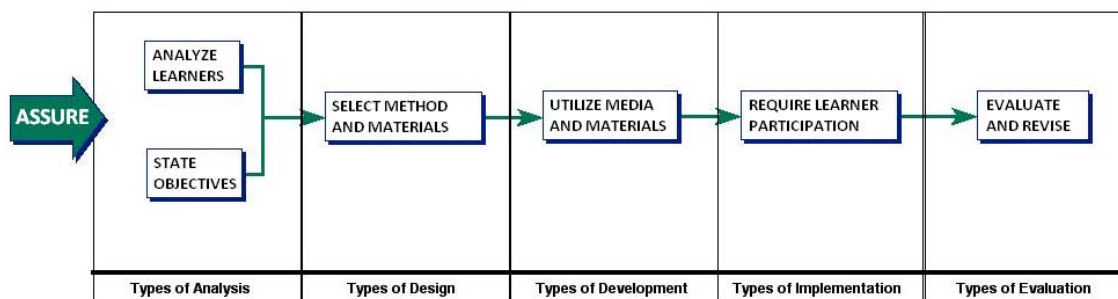 ASSURE
ANALYZE
LEARNERS
STATE
OBJECTIVES
SELECT METHOD
AND MATERIALS
UTILIZE MEDIA
AND MATERIALS
REQUIRE LEARNER
PARTICIPATION
EVALUATE
AND REVISE
Types of Analysis
Types of Design
Types of Development
Types of Implementation
Types of Evaluation